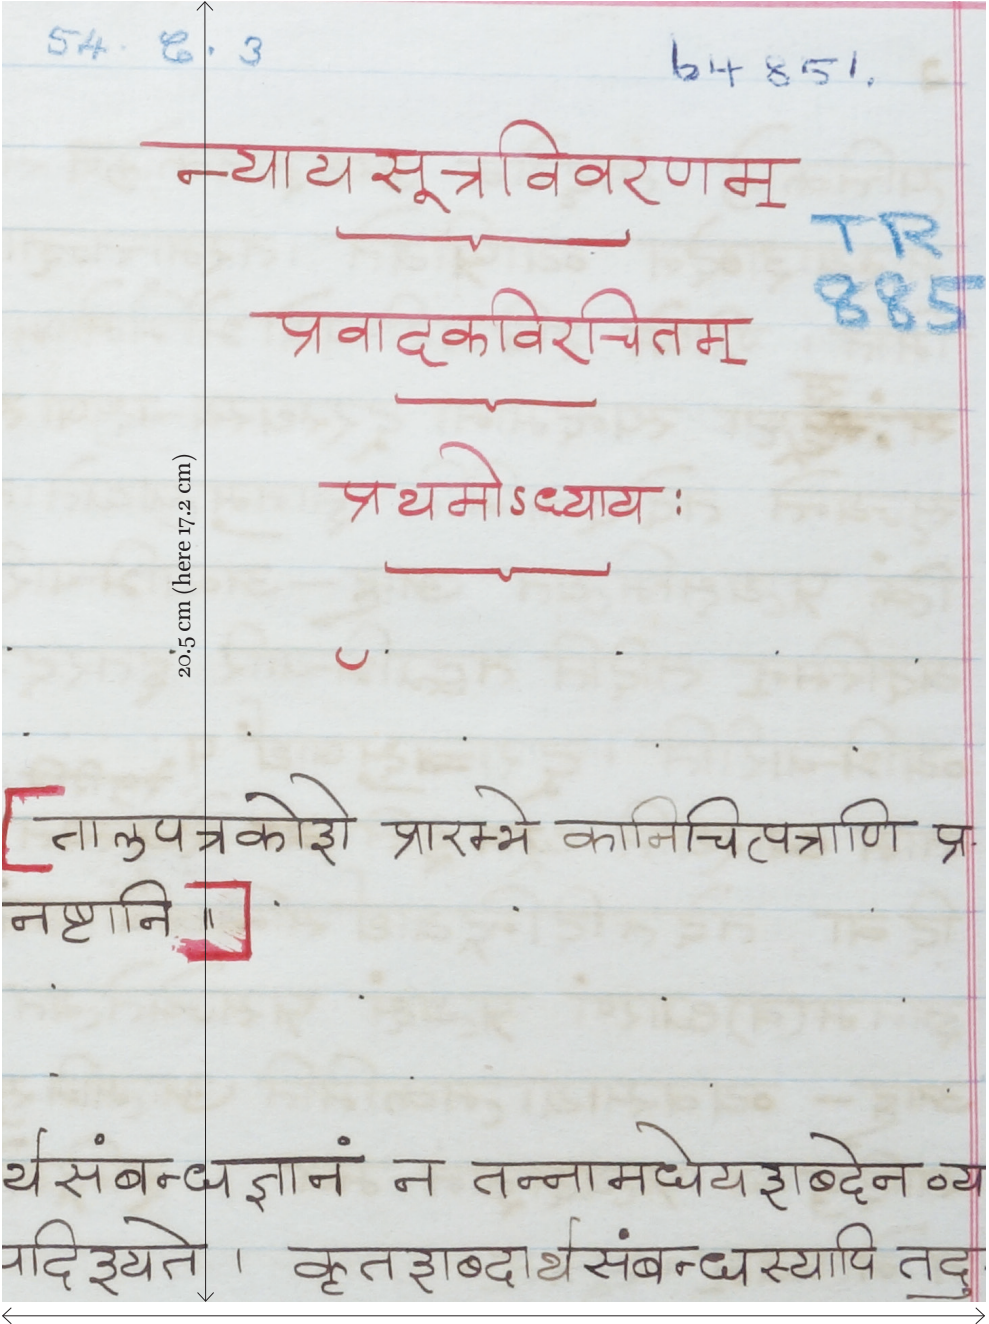 54. C. 3
64851.
न्यायसूत्रविवरणम्
TR
885
प्रवादकविरचितम्
प्रथमोऽध्यायः
20.5 cm (here 17.2 cm)
तालपत्रकोशे प्रारम्भे कानिचित्पत्राणि प्र-
नष्टानि ॥
र्थसंबन्धज्ञानं न तन्नामधेयशब्देन व्य
पदिश्यते । कृतशब्दार्थसंबन्धस्यापि तदु-